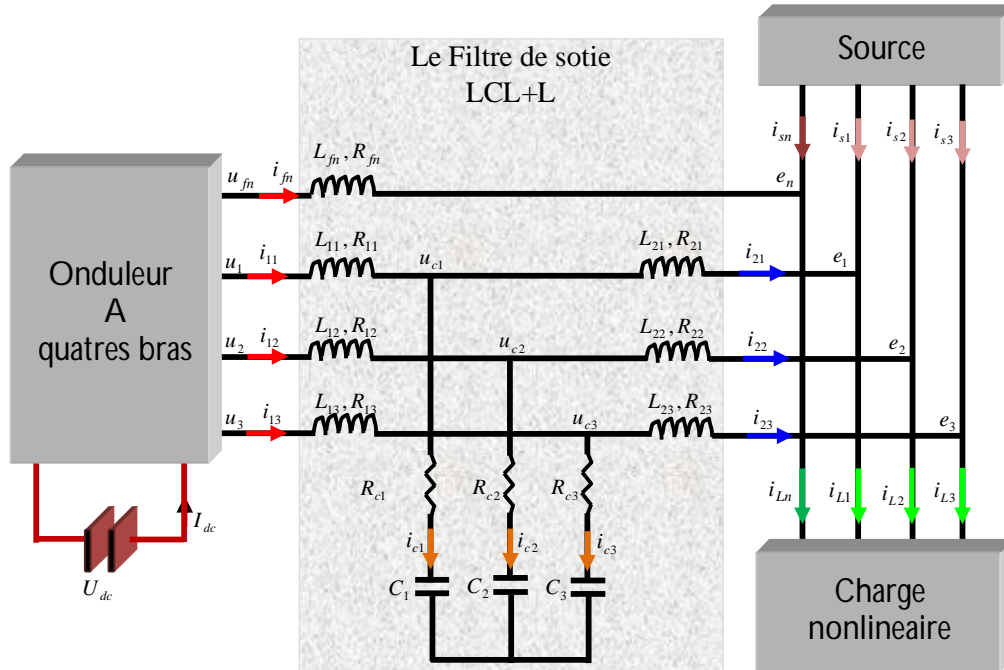 Le Filtre de sotie
LCL+L
Source
i_sn i_s1 i_s2 i_s3
L_fn, R_fn
u_fn i_fn e_n
L_11, R_11 L_21, R_21
u_1 i_11 u_c1 i_21 e_1
Onduleur
A
quatres bras
L_12, R_12 L_22, R_22
u_2 i_12 u_c2 i_22 e_2
L_13, R_13 L_23, R_23
u_3 i_13 u_c3 i_23 e_3
R_c1 R_c2 R_c3
i_Ln i_L1 i_L2 i_L3
I_dc
i_c1 i_c2 i_c3
U_dc
C_1 C_2 C_3
Charge
nonlineaire